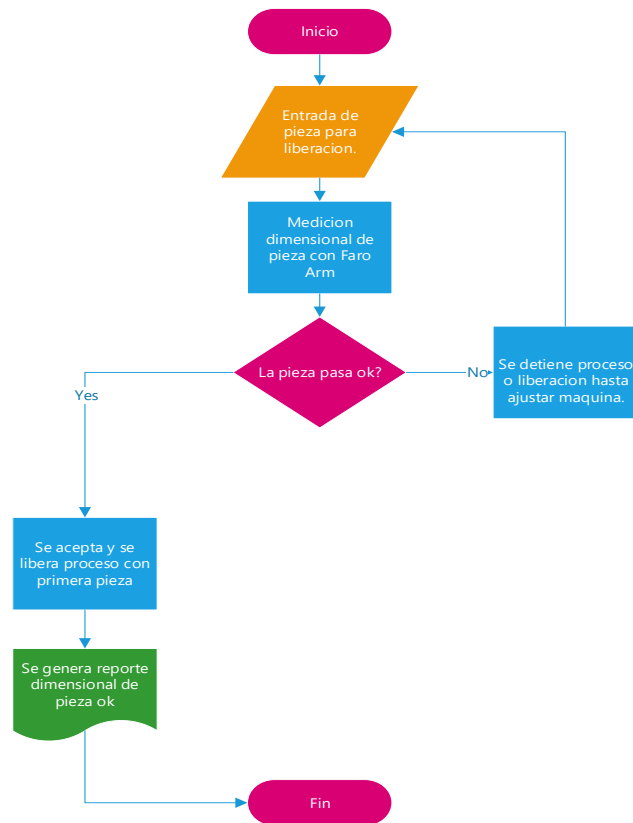 Inicio
Entrada de
pieza para
liberacion.
Medicion
dimensional de
pieza con Faro
Arm
La pieza pasa ok?
No
Se detiene proceso
o liberacion hasta
ajustar maquina.
Yes
Se acepta y se
libera proceso con
primera pieza
Se genera reporte
dimensional de
pieza ok
Fin